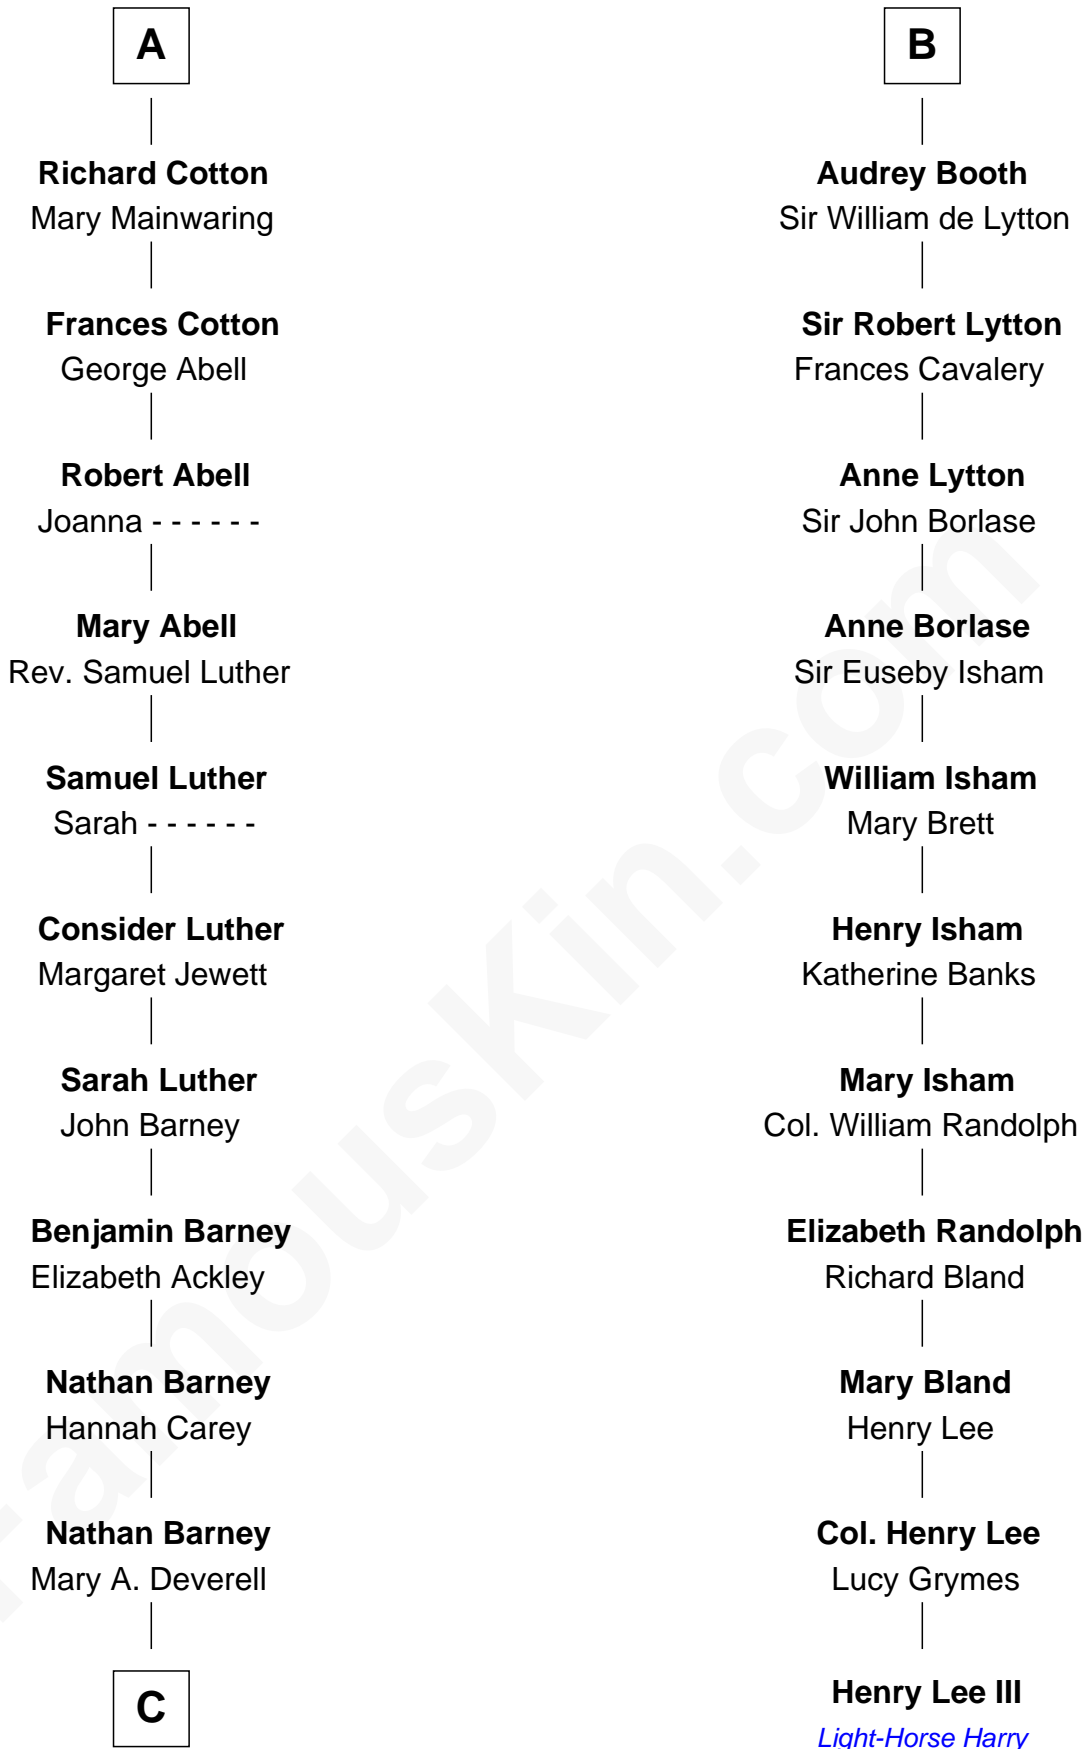 A
Richard Cotton
Mary Mainwaring
Frances Cotton
George Abell
Robert Abell
Joanna - - - - - -
Mary Abell
Rev. Samuel Luther
Samuel Luther
Sarah - - - - - -
Consider Luther
Margaret Jewett
Sarah Luther
John Barney
Benjamin Barney
Elizabeth Ackley
Nathan Barney
Hannah Carey
Nathan Barney
Mary A. Deverell
C
B
Audrey Booth
Sir William de Lytton
Sir Robert Lytton
Frances Cavalery
Anne Lytton
Sir John Borlase
Anne Borlase
Sir Euseby Isham
William Isham
Mary Brett
Henry Isham
Katherine Banks
Mary Isham
Col. William Randolph
Elizabeth Randolph
Richard Bland
Mary Bland
Henry Lee
Col. Henry Lee
Lucy Grymes
Henry Lee III
Light-Horse Harry
FamousKin.com